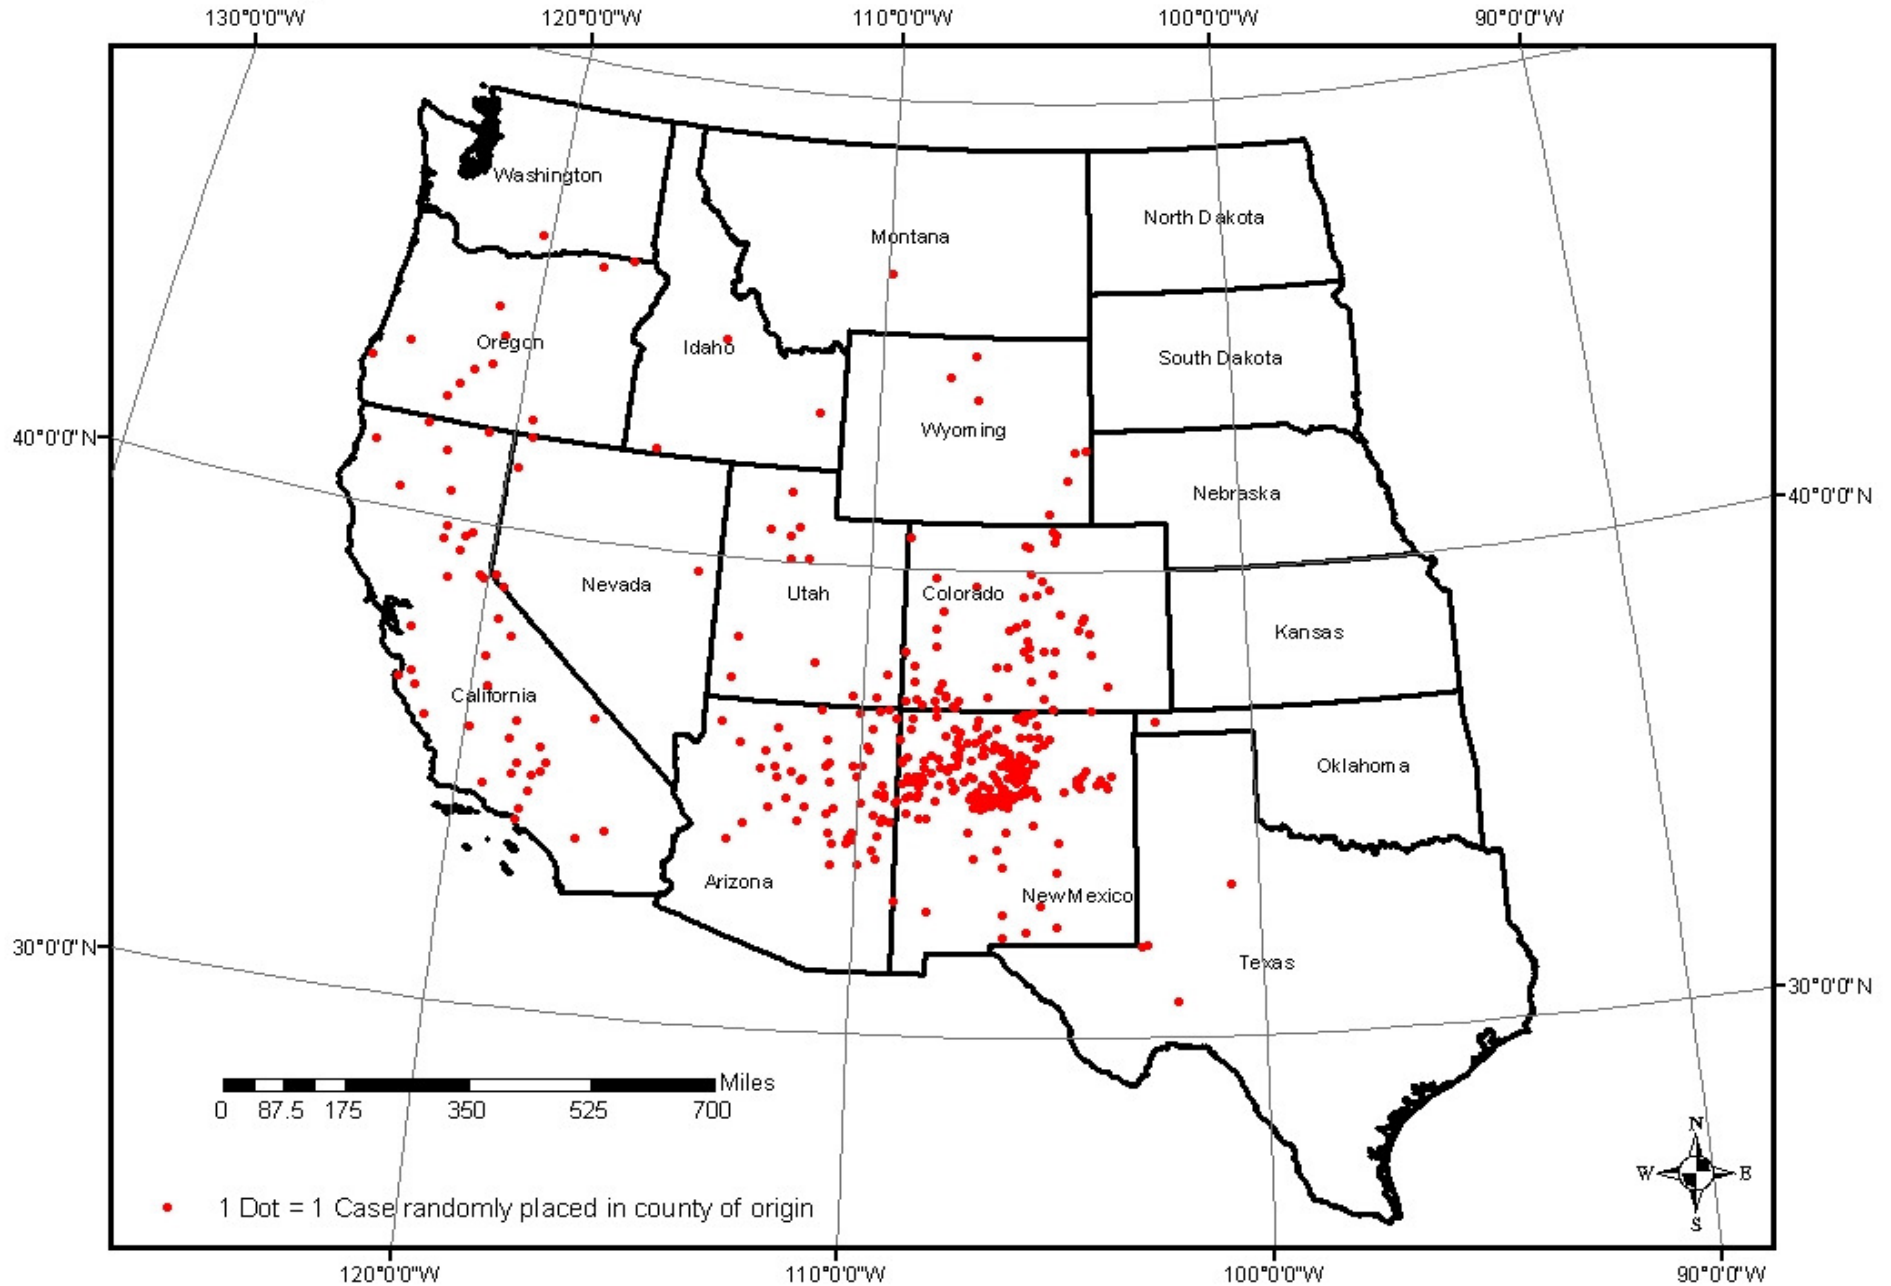 130°0'0"W 120°0'0"W 110°0'0"W 100°0'0"W 90°0'0"W
Washington
North Dakota
Montana
Oregon
Idaho
South Dakota
Wyoming
40°0'0"N
Nebraska
40°0'0"N
Nevada
Utah
Colorado
Kansas
California
Oklahoma
Arizona
New Mexico
30°0'0"N
Texas
30°0'0"N
Miles
0 87.5 175 350 525 700
N
W E
S
1 Dot = 1 Case randomly placed in county of origin
120°0'0"W 110°0'0"W 100°0'0"W 90°0'0"W